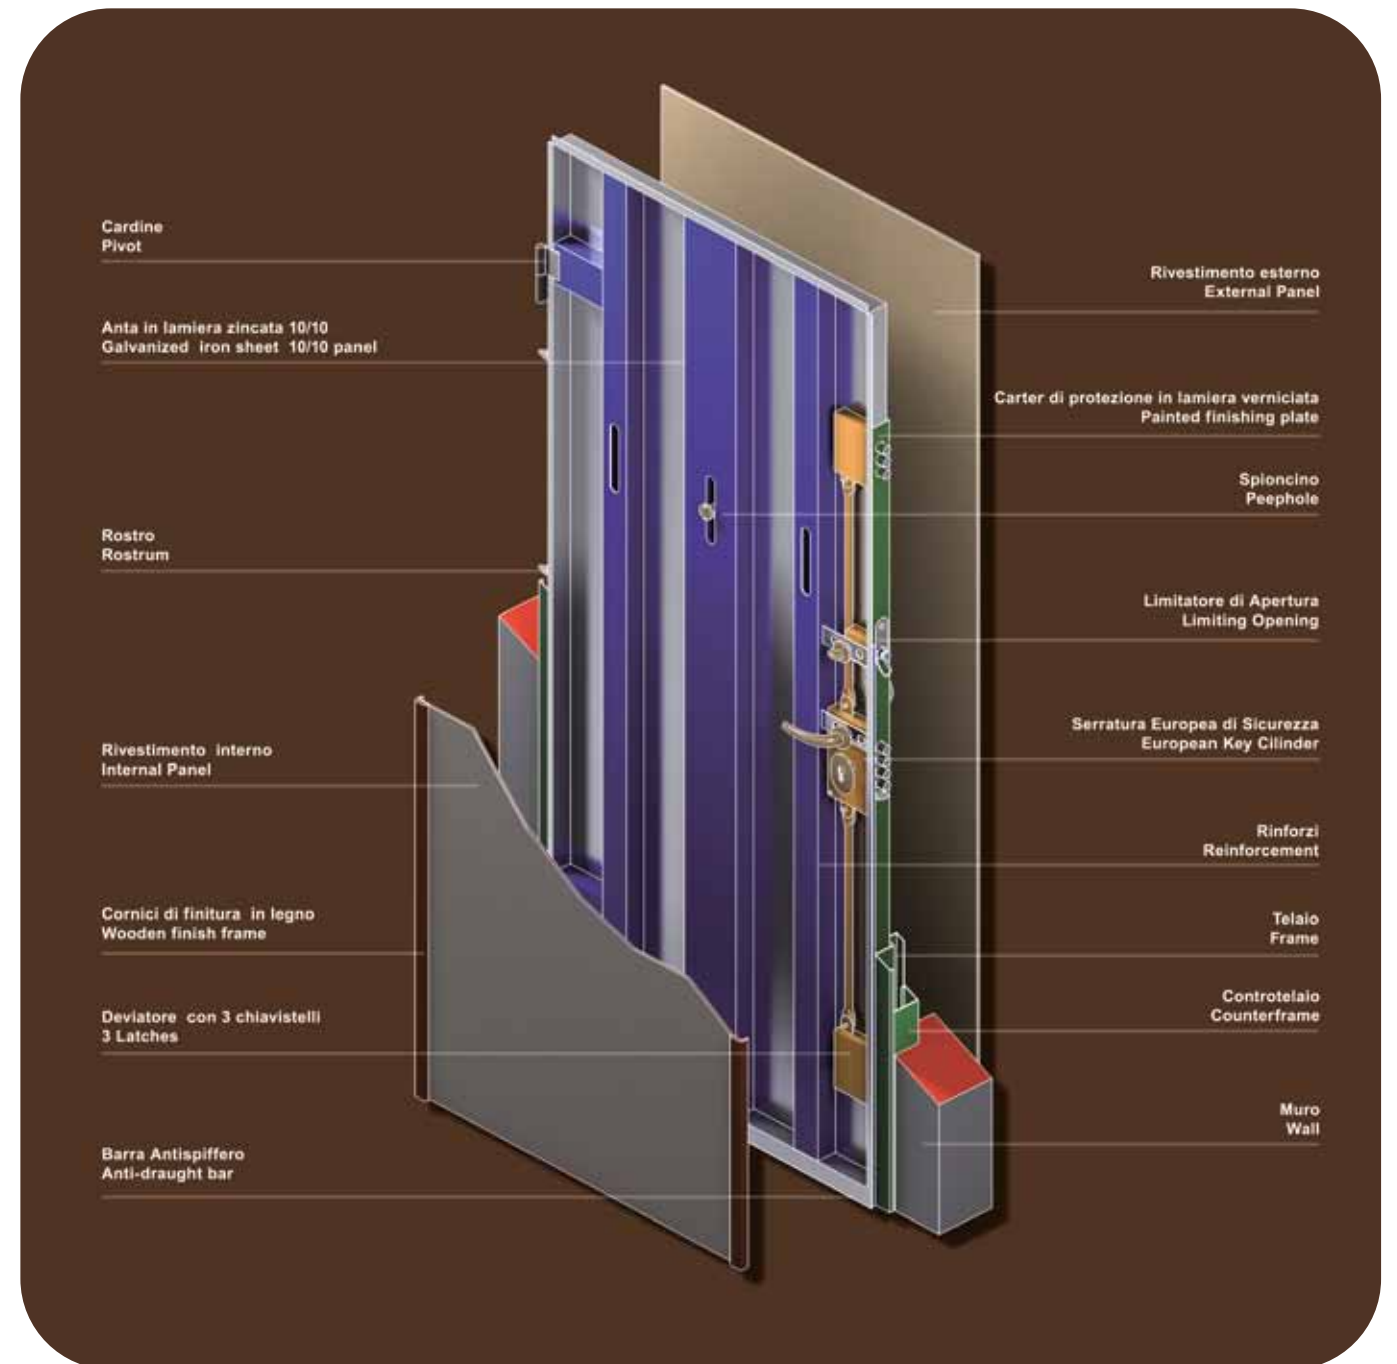 Cardine
Pivot
Anta in lamiera zincata 10/10
Galvanized iron sheet 10/10 panel
Rostro
Rostrum
Rivestimento interno
Internal Panel
Cornici di finitura in legno
Wooden finish frame
Deviatore con 3 chiavistelli
3 Latches
Barra Antispiffero
Anti-draught bar
Rivestimento esterno
External Panel
Carter di protezione in lamiera verniciata
Painted finishing plate
Spioncino
Peephole
Limitatore di Apertura
Limiting Opening
Serratura Europea di Sicurezza
European Key Cilinder
Rinforzi
Reinforcement
Telaio
Frame
Controtelaio
Counterframe
Muro
Wall